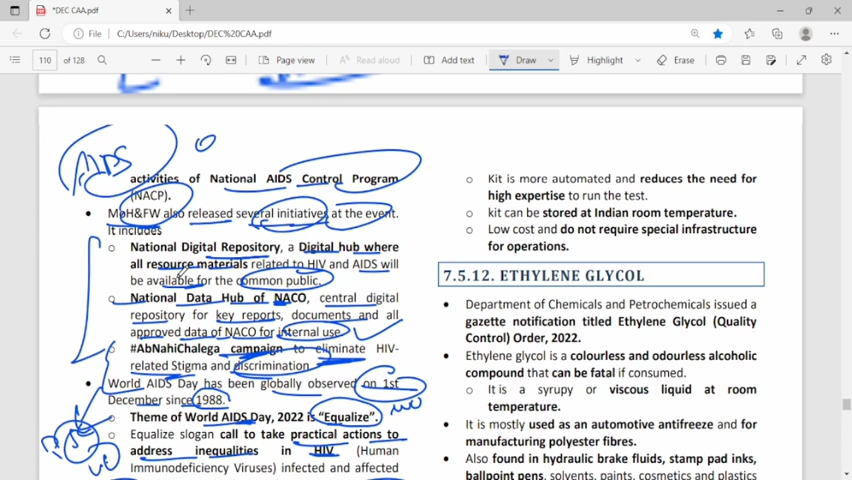 *DEC CAA.pdf
File
C:/Users/niku/Desktop/DEC%20CAA.pdf
110 of 128
Page view
Read aloud
Add text
Draw
Highlight
Erase
AIDS
activities of National AIDS Control Program
(NACP).
• MoH&FW also released several initiatives at the event.
It includes
o National Digital Repository, a Digital hub where
all resource materials related to HIV and AIDS will
be available for the common public.
o National Data Hub of NACO, central digital
repository for key reports, documents and all
approved data of NACO for internal use.
o #AbNahiChalega campaign to eliminate HIV-
related Stigma and discrimination
• World AIDS Day has been globally observed on 1st
December since 1988.
o Theme of World AIDS Day, 2022 is "Equalize".
o Equalize slogan call to take practical actions to
address inequalities in HIV (Human
Immunodeficiency Viruses) infected and affected
o Kit is more automated and reduces the need for
high expertise to run the test.
o kit can be stored at Indian room temperature.
o Low cost and do not require special infrastructure
for operations.
7.5.12. ETHYLENE GLYCOL
• Department of Chemicals and Petrochemicals issued a
gazette notification titled Ethylene Glycol (Quality
Control) Order, 2022.
• Ethylene glycol is a colourless and odourless alcoholic
compound that can be fatal if consumed.
o It is a syrupy or viscous liquid at room
temperature.
• It is mostly used as an automotive antifreeze and for
manufacturing polyester fibres.
• Also found in hydraulic brake fluids, stamp pad inks,
ballpoint pens, solvents, paints, cosmetics and plastics